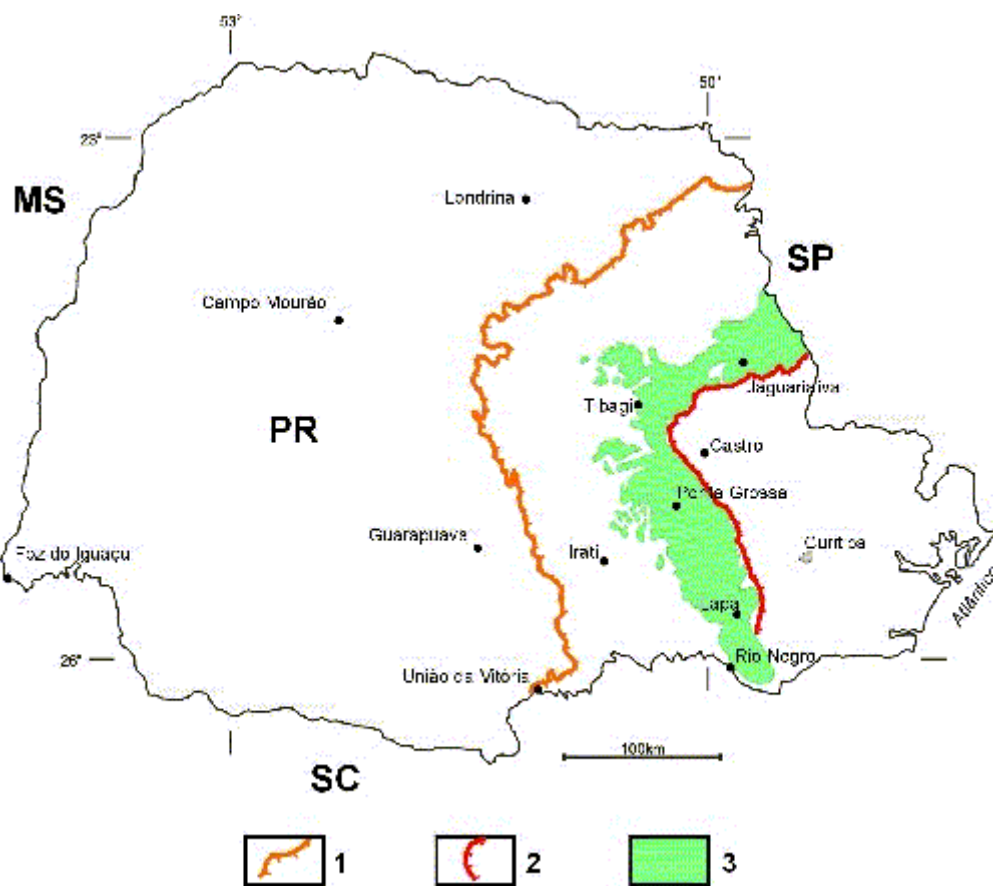 53°
50°
23°
MS
Londrina
SP
Campo Mourão
Jaguariaíva
Tibagi
PR
Castro
Ponta Grossa
Guarapuava
Irati
Curitiba
Foz do Iguaçu
Atlântico
Lapa
26°
Rio Negro
União da Vitória
100km
SC
1
2
3